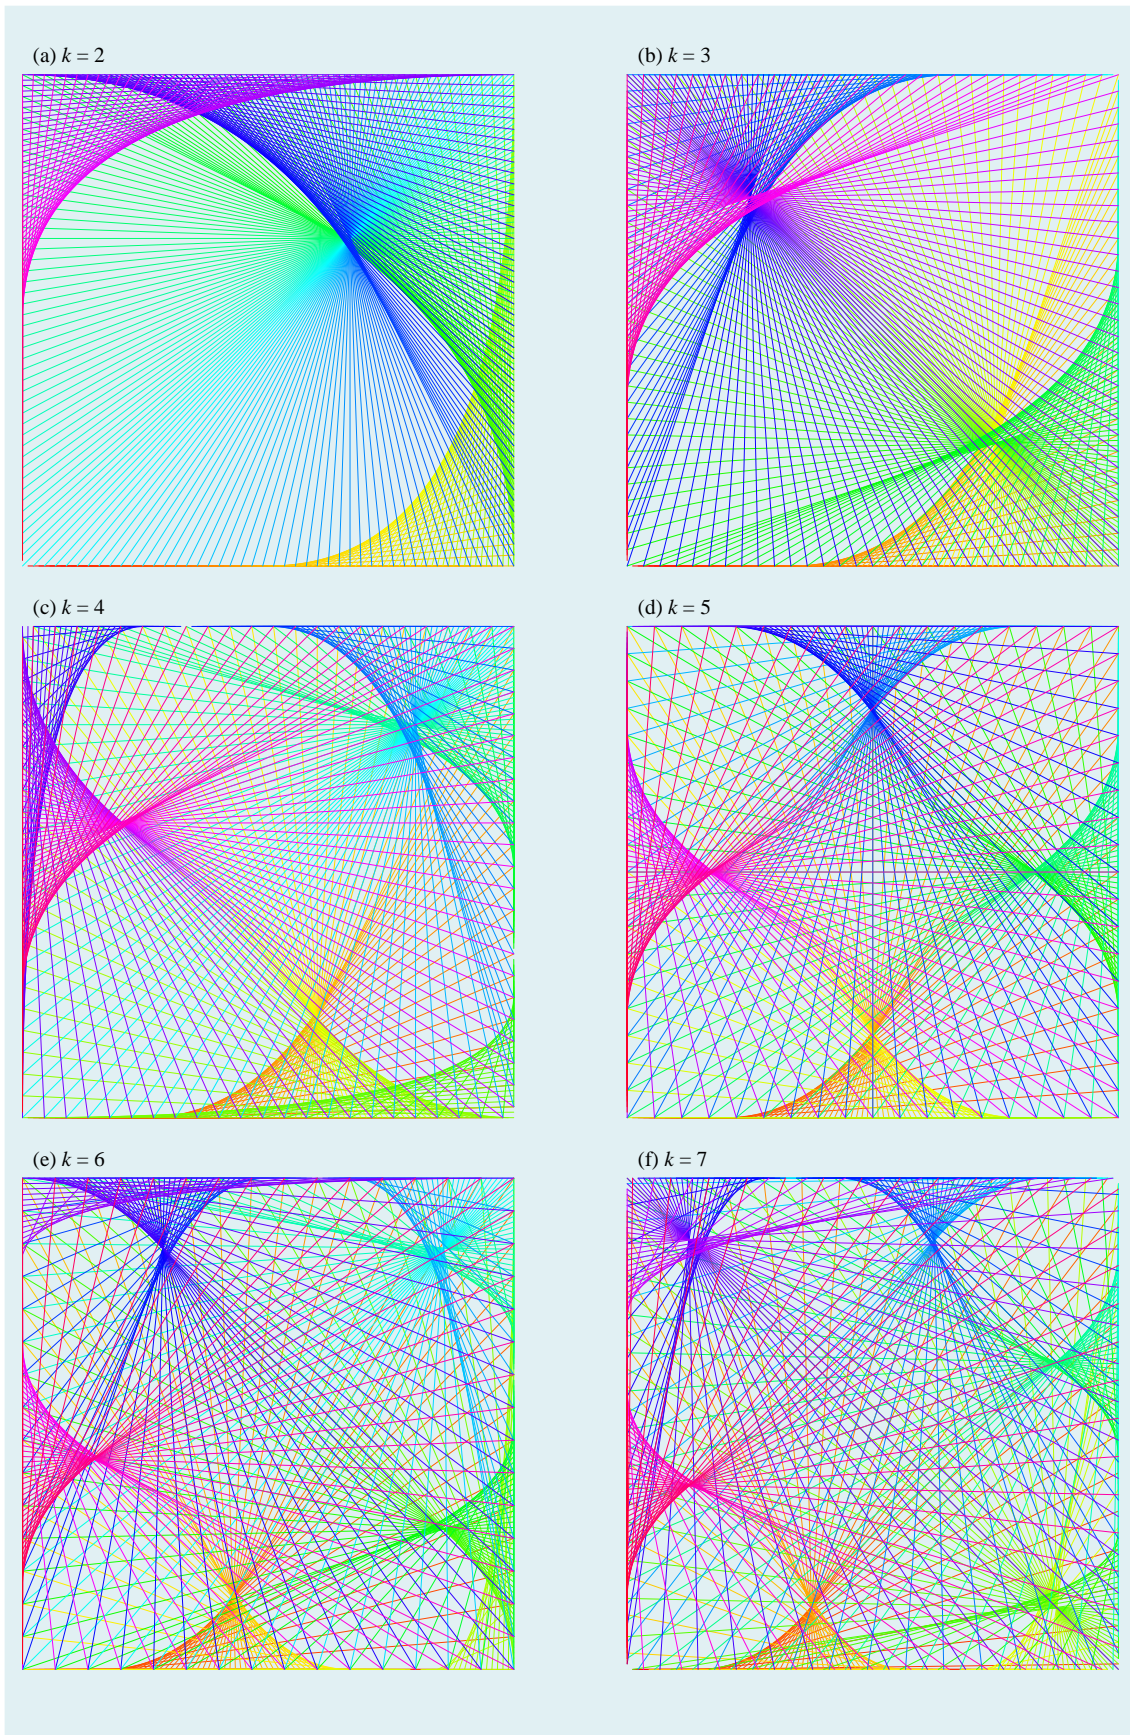 (a) k = 2
(b) k = 3
(c) k = 4
(d) k = 5
(e) k = 6
(f) k = 7